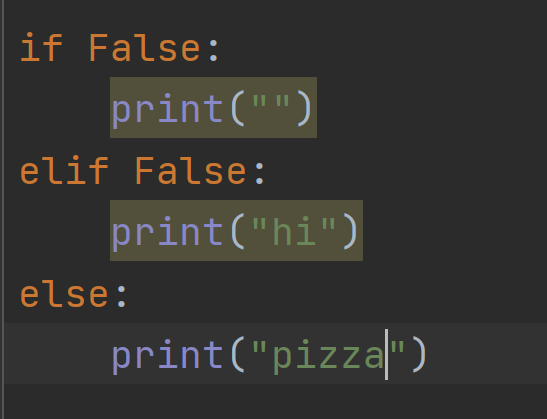 if False:
    print("")
elif False:
    print("hi")
else:
    print("pizza")